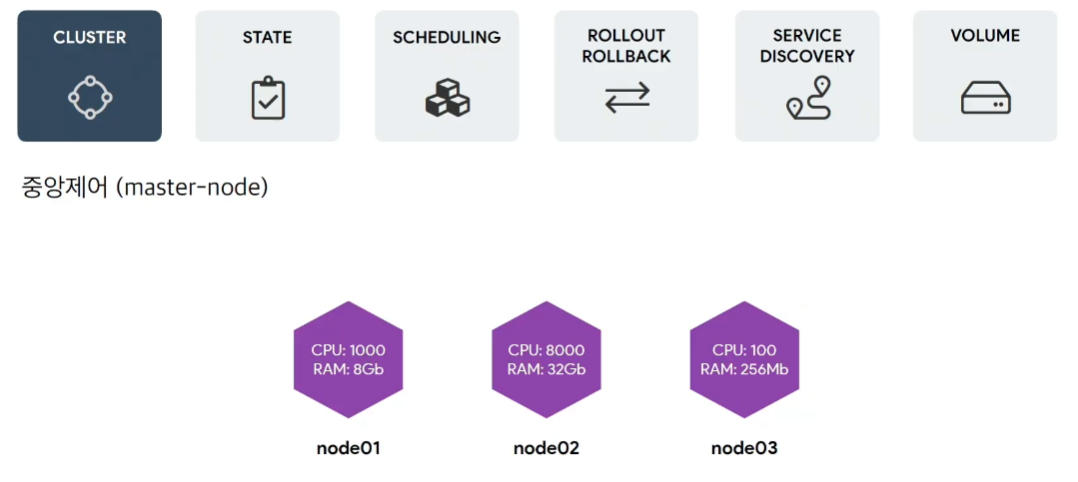 CLUSTER
STATE
SCHEDULING
ROLLOUT
ROLLBACK
SERVICE
DISCOVERY
VOLUME
중앙제어 (master-node)
CPU: 1000
RAM: 8Gb
CPU: 8000
RAM: 32Gb
CPU: 100
RAM: 256Mb
node01
node02
node03